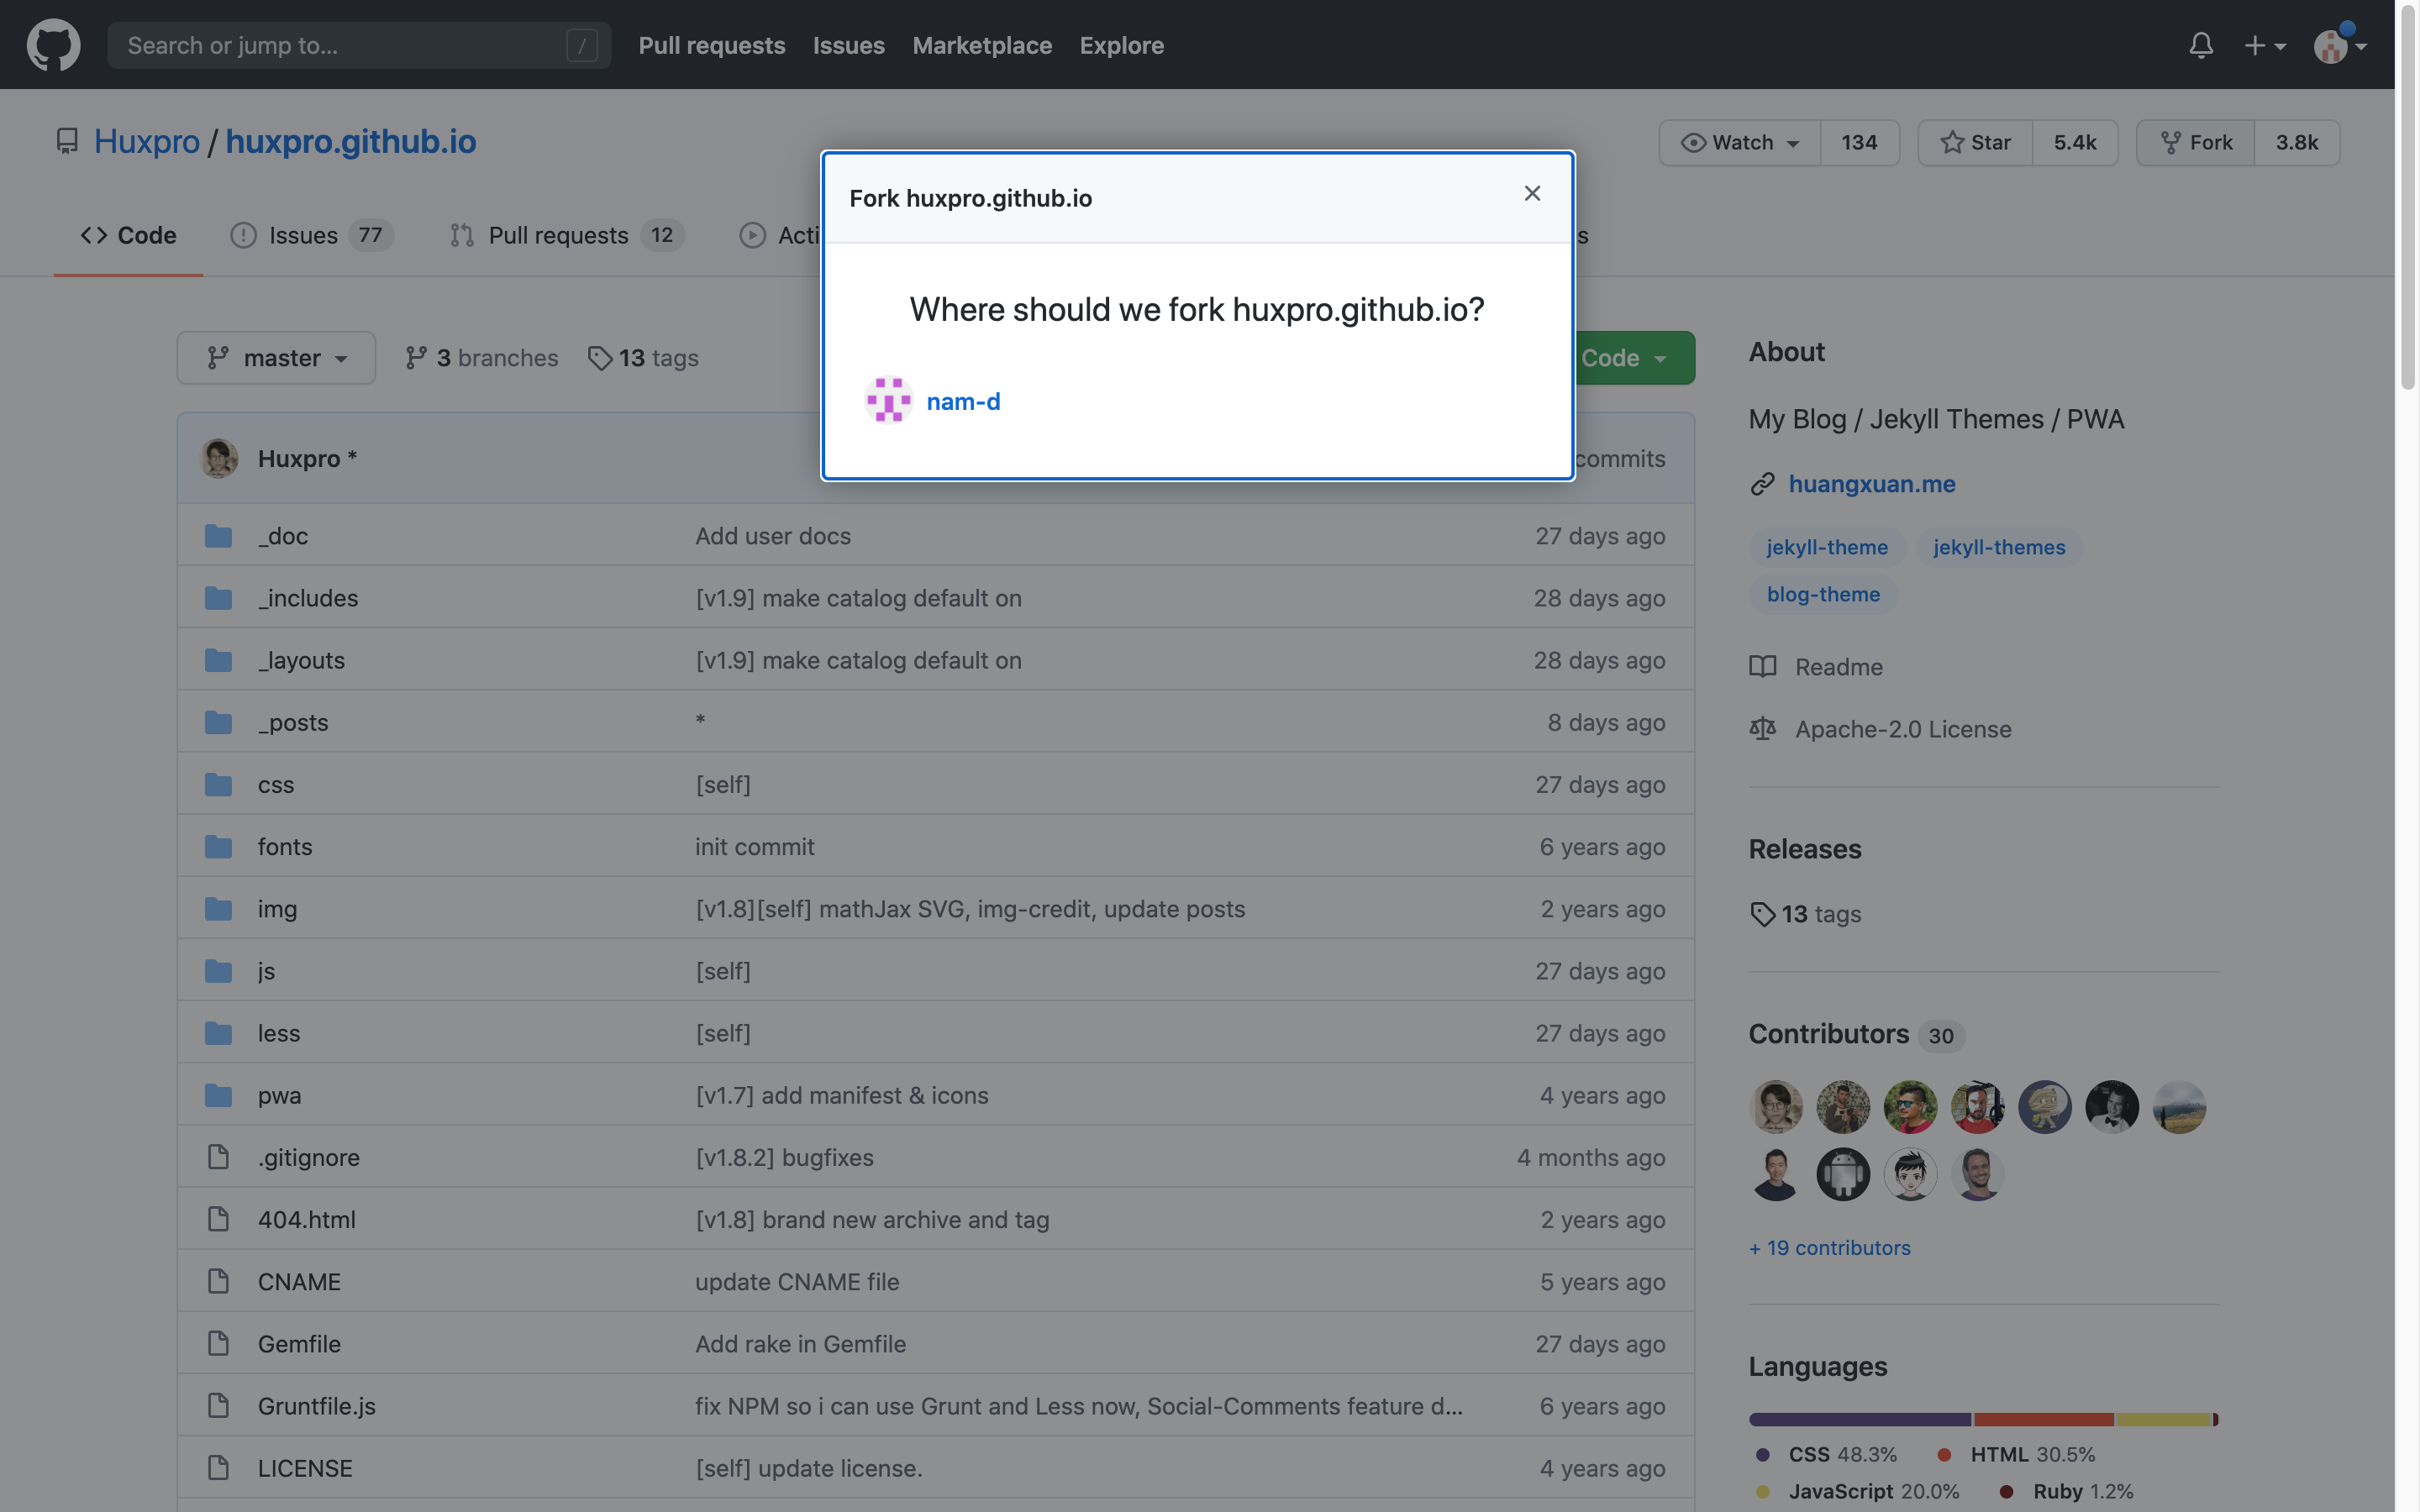 Search or jump to...
/
Pull requests Issues Marketplace Explore
Huxpro / huxpro.github.io
Watch 134
Star 5.4k
Fork 3.8k
Code
Issues 77
Pull requests 12
Acti
s
Fork huxpro.github.io
Where should we fork huxpro.github.io?
nam-d
master
3 branches
13 tags
Code
Huxpro *
commits
_doc Add user docs 27 days ago
_includes [v1.9] make catalog default on 28 days ago
_layouts [v1.9] make catalog default on 28 days ago
_posts * 8 days ago
css [self] 27 days ago
fonts init commit 6 years ago
img [v1.8][self] mathJax SVG, img-credit, update posts 2 years ago
js [self] 27 days ago
less [self] 27 days ago
pwa [v1.7] add manifest & icons 4 years ago
.gitignore [v1.8.2] bugfixes 4 months ago
404.html [v1.8] brand new archive and tag 2 years ago
CNAME update CNAME file 5 years ago
Gemfile Add rake in Gemfile 27 days ago
Gruntfile.js fix NPM so i can use Grunt and Less now, Social-Comments feature d... 6 years ago
LICENSE [self] update license. 4 years ago
About
My Blog / Jekyll Themes / PWA
huangxuan.me
jekyll-theme jekyll-themes
blog-theme
Readme
Apache-2.0 License
Releases
13 tags
Contributors 30
+ 19 contributors
Languages
CSS 48.3% HTML 30.5%
JavaScript 20.0% Ruby 1.2%